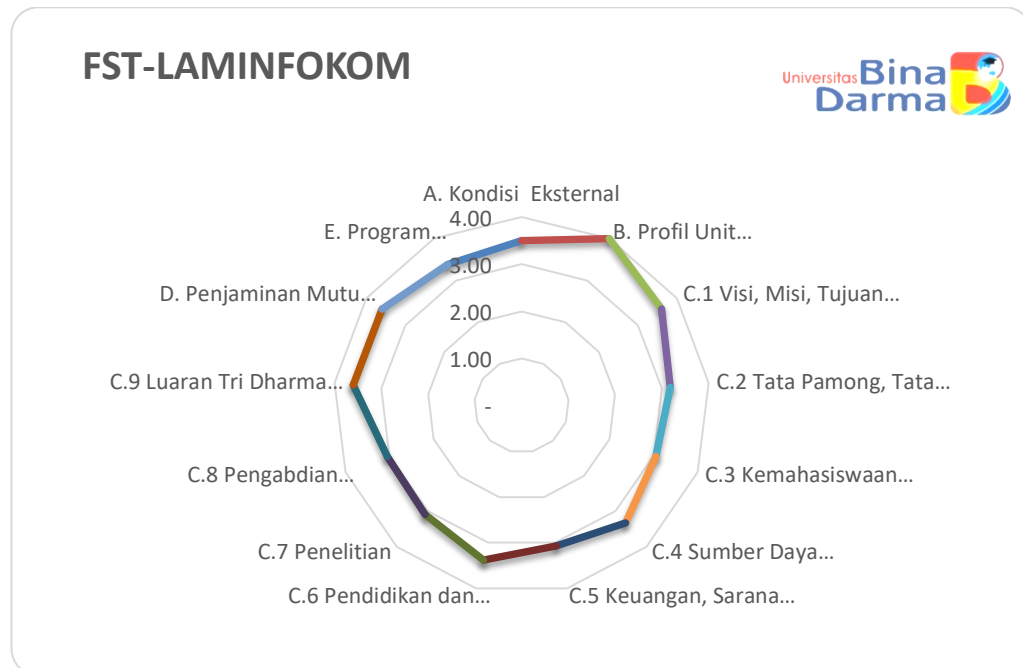 FST-LAMINFOKOM
Universitas Bina
Darma
A. Kondisi  Eksternal
4.00
E. Program...
B. Profil Unit...
3.00
D. Penjaminan Mutu...
C.1 Visi, Misi, Tujuan...
2.00
1.00
C.9 Luaran Tri Dharma...
C.2 Tata Pamong, Tata...
-
C.8 Pengabdian...
C.3 Kemahasiswaan...
C.7 Penelitian
C.4 Sumber Daya...
C.6 Pendidikan dan...
C.5 Keuangan, Sarana...